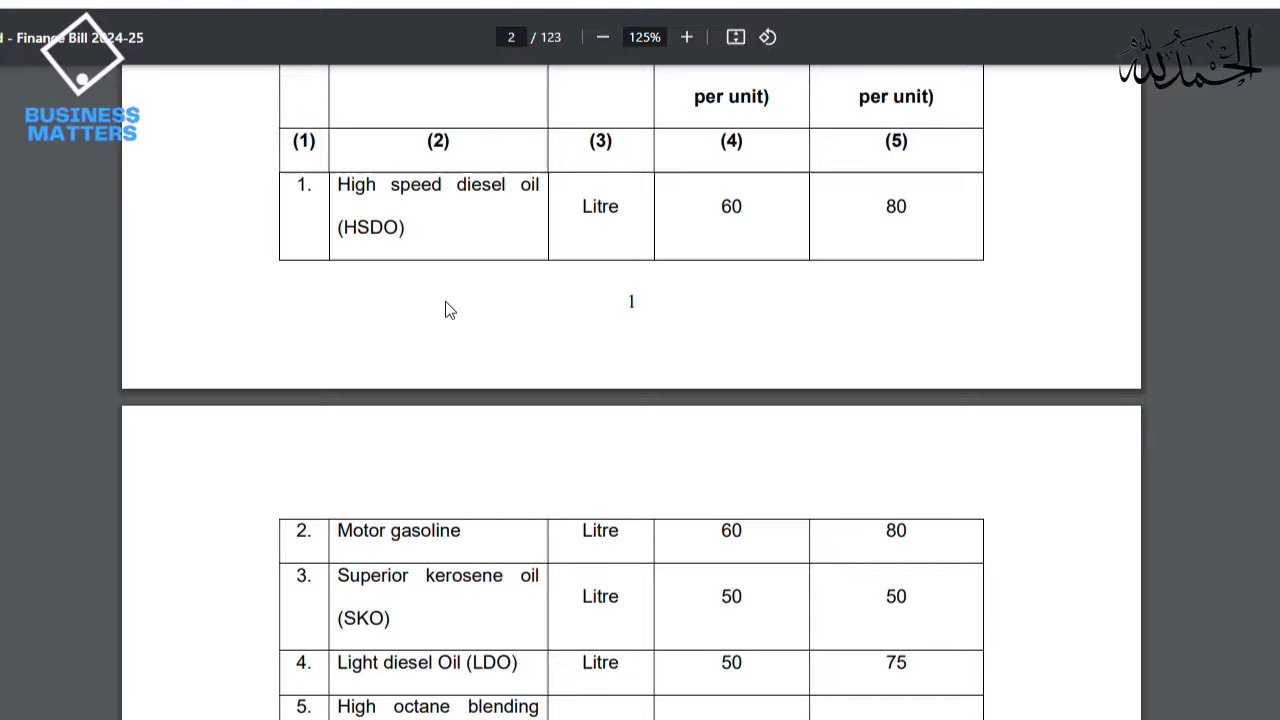 d - Finance Bill 2024-25
2 / 123
125%
الحمد لله
BUSINESS
MATTERS
per unit) per unit)
(1) (2) (3) (4) (5)
1. High speed diesel oil
Litre 60 80
(HSDO)
1
2. Motor gasoline Litre 60 80
3. Superior kerosene oil
Litre 50 50
(SKO)
4. Light diesel Oil (LDO) Litre 50 75
5. High octane blending